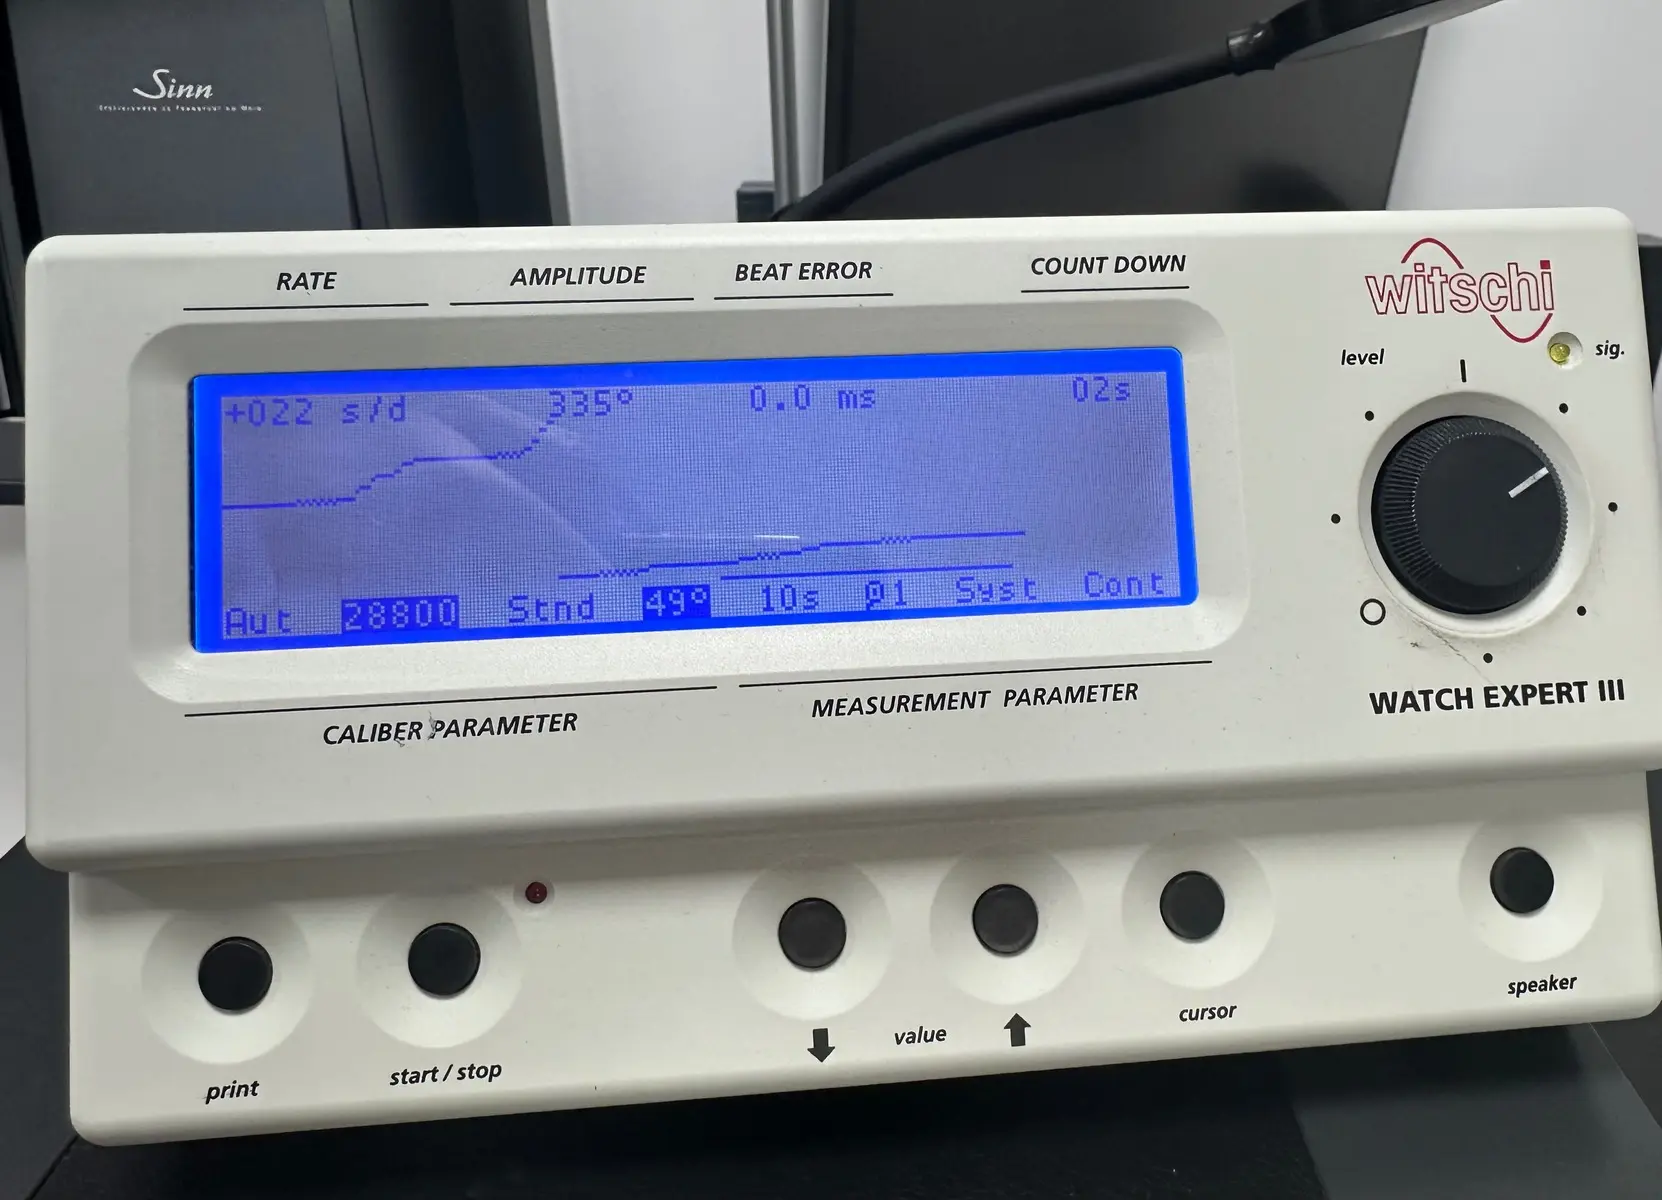 Sinn
RATE AMPLITUDE BEAT ERROR COUNT DOWN
witschi
level sig.
+022 s/d 335° 0.0 ms 02s
Aut 28800 Stnd 49° 10s @1 Syst Cont
CALIBER PARAMETER MEASUREMENT PARAMETER
WATCH EXPERT III
print start / stop value cursor speaker